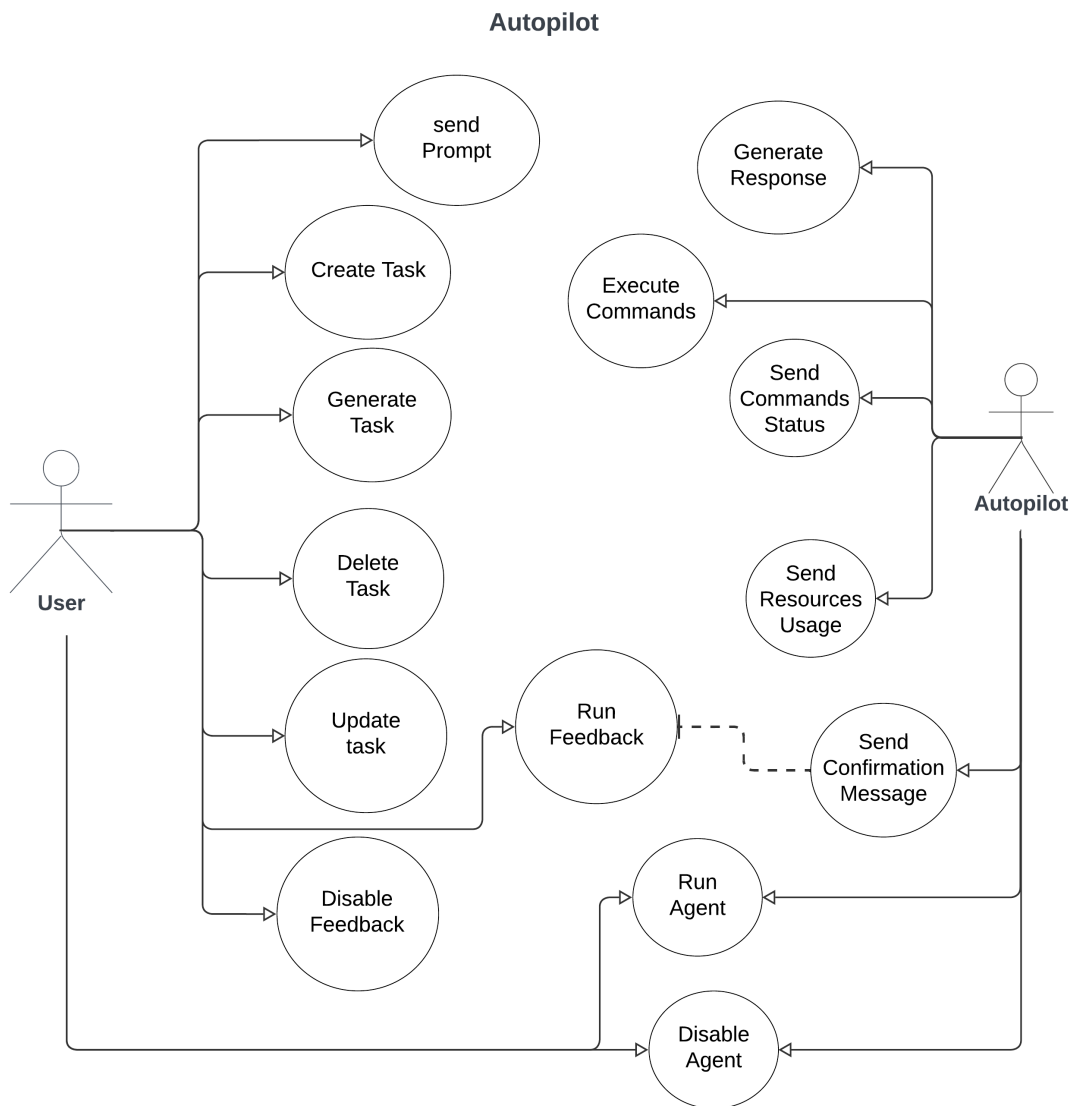 Autopilot
send
Prompt
Generate
Response
Create Task
Execute
Commands
Generate
Task
Send
Commands
Status
Autopilot
User
Delete
Task
Send
Resources
Usage
Update
task
Run
Feedback
Send
Confirmation
Message
Disable
Feedback
Run
Agent
Disable
Agent